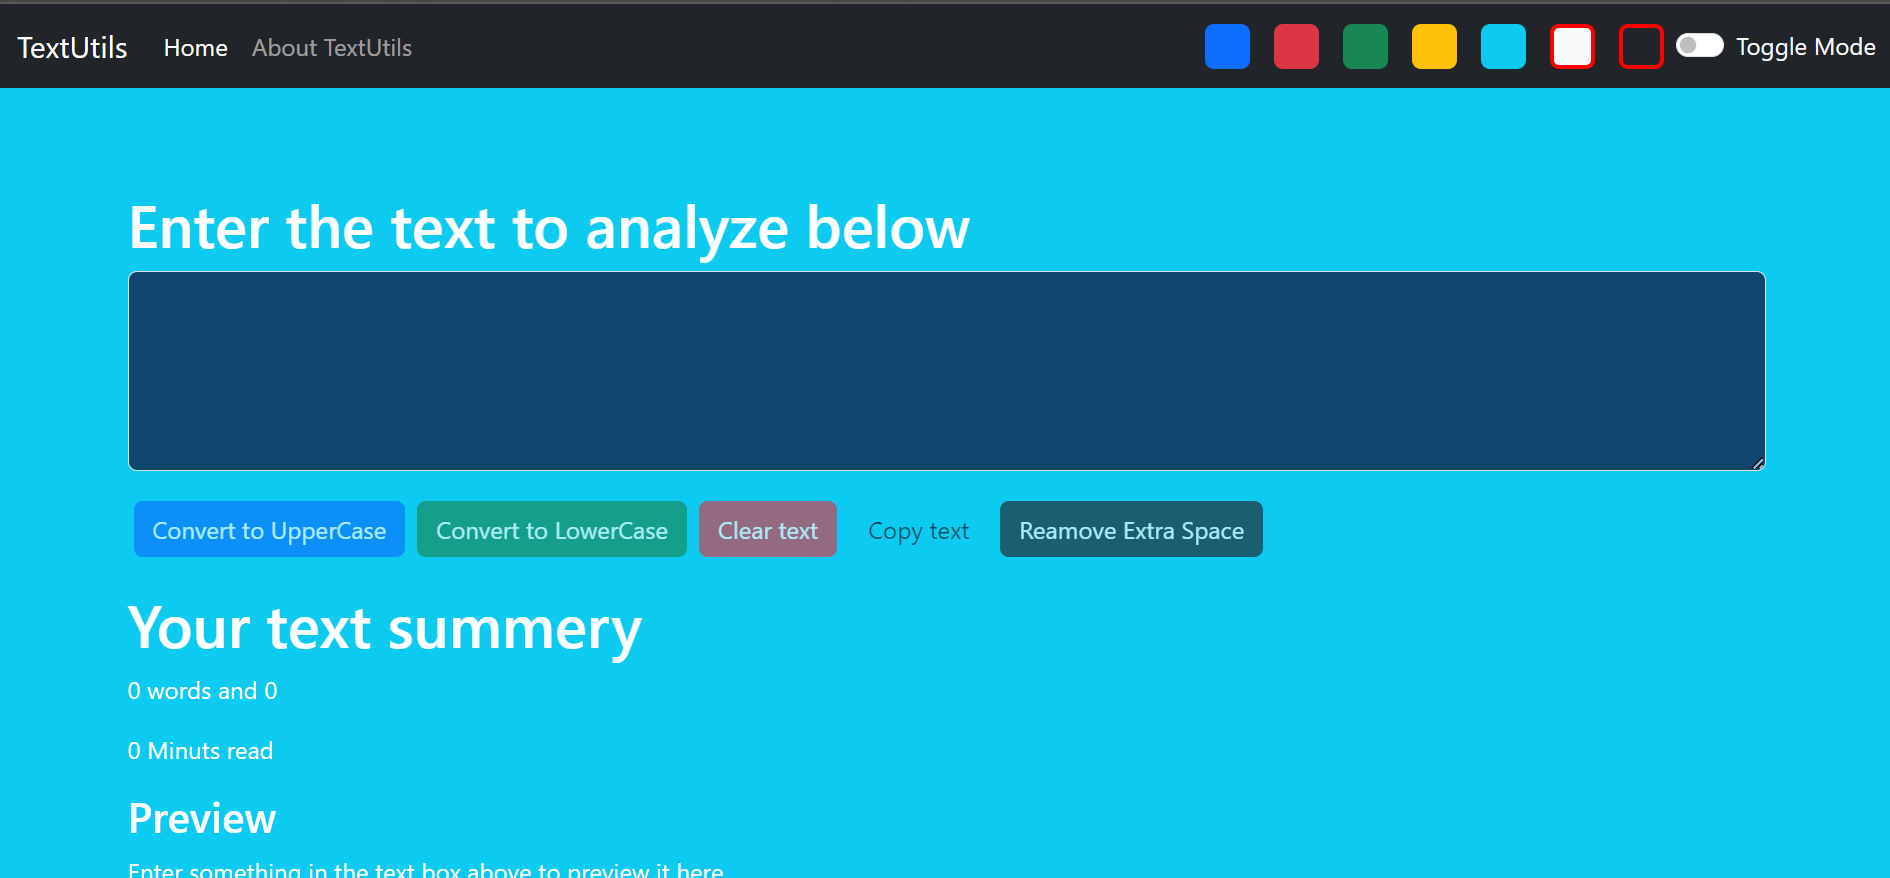 TextUtils Home About TextUtils Toggle Mode
Enter the text to analyze below
Convert to UpperCase Convert to LowerCase Clear text Copy text Reamove Extra Space
Your text summery
0 words and 0
0 Minuts read
Preview
Enter something in the text box above to preview it here